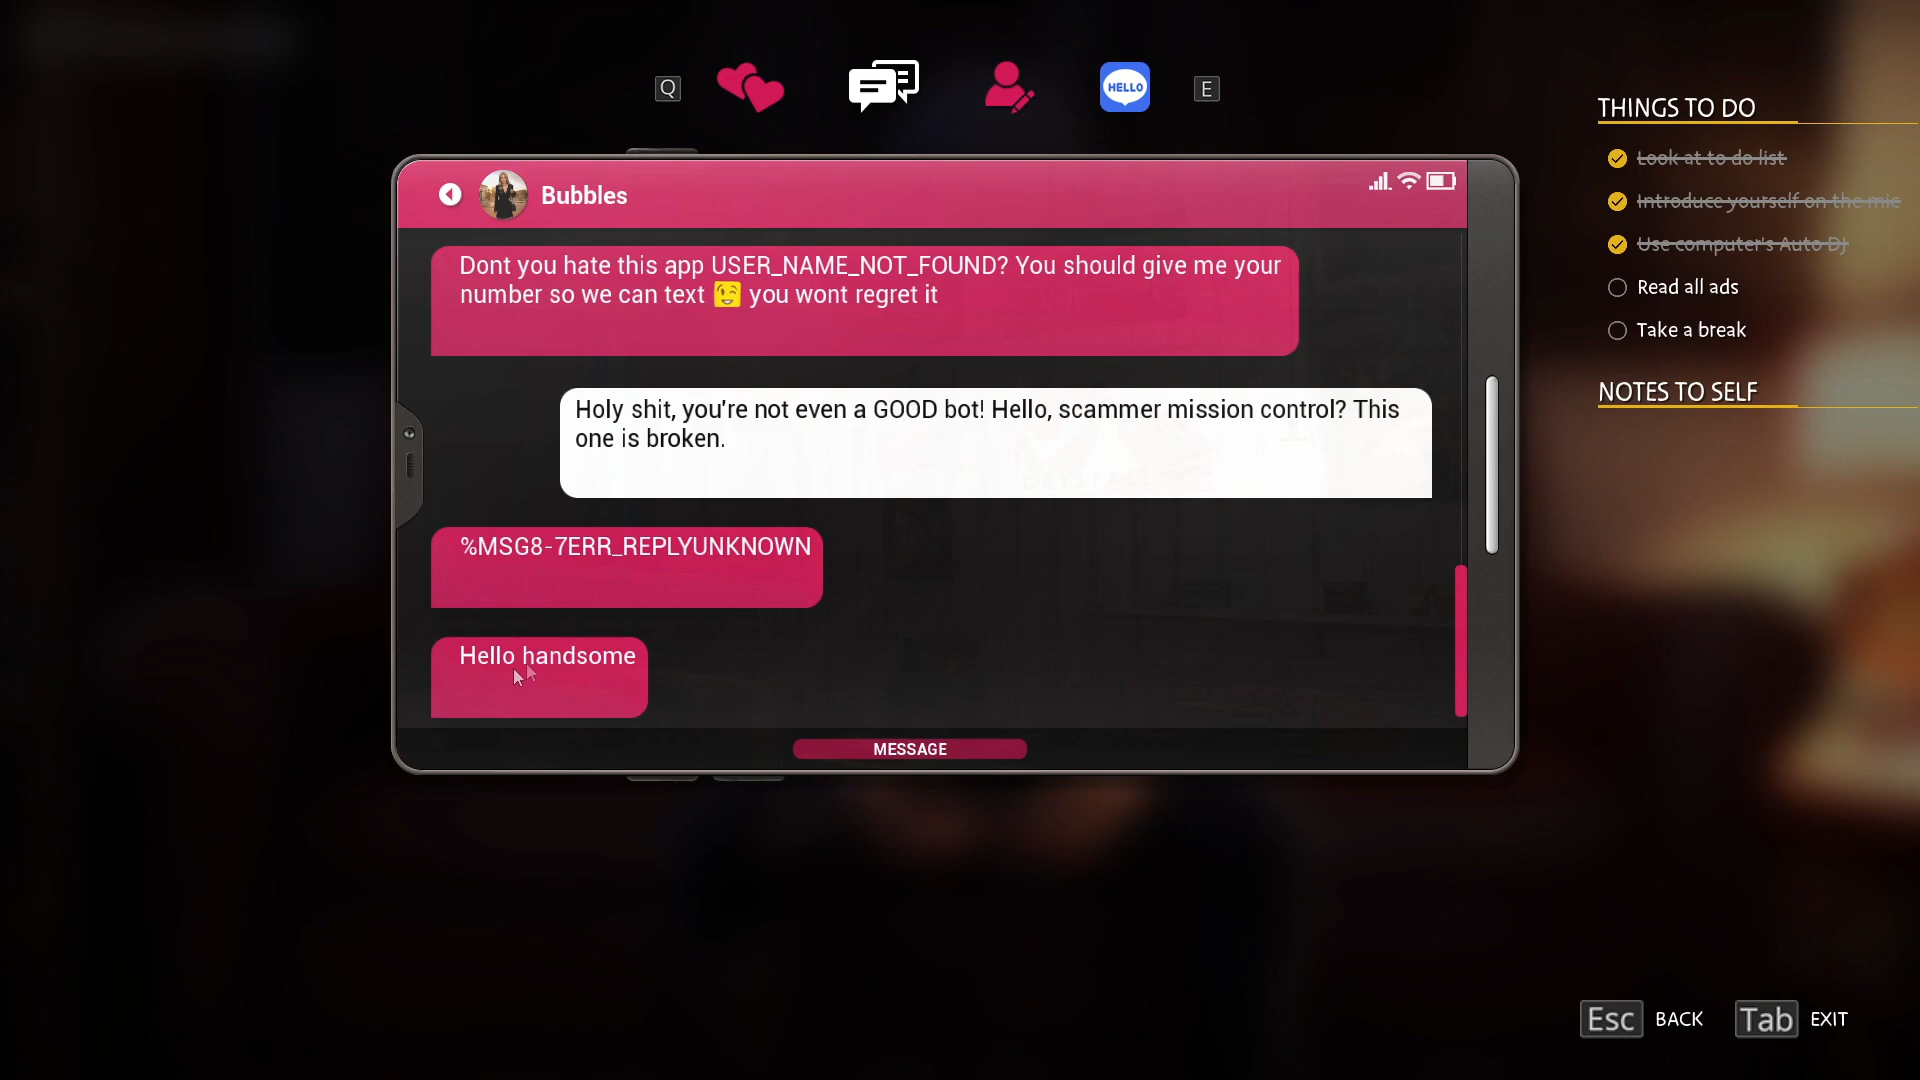 Q
HELLO
E
THINGS TO DO
Look at to do list
Introduce yourself on the mic
Use computer's Auto DJ
Read all ads
Take a break
NOTES TO SELF
Bubbles
Dont you hate this app USER_NAME_NOT_FOUND? You should give me your
number so we can text 😉 you wont regret it
Holy shit, you're not even a GOOD bot! Hello, scammer mission control? This
one is broken.
%MSG8-7ERR_REPLYUNKNOWN
Hello handsome
MESSAGE
Esc BACK Tab EXIT